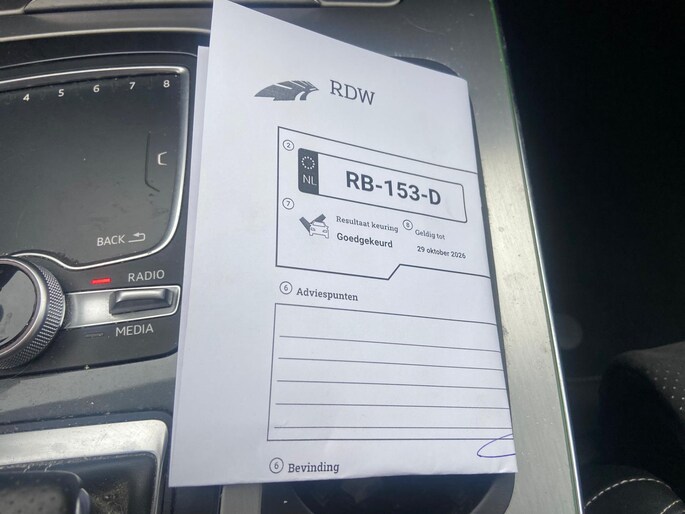 4 5 6 7 8
BACK
RADIO
MEDIA
RDW
2
NL
RB-153-D
7
Resultaat keuring
Goedgekeurd
8
Geldig tot
29 oktober 2026
6 Adviespunten
6 Bevinding